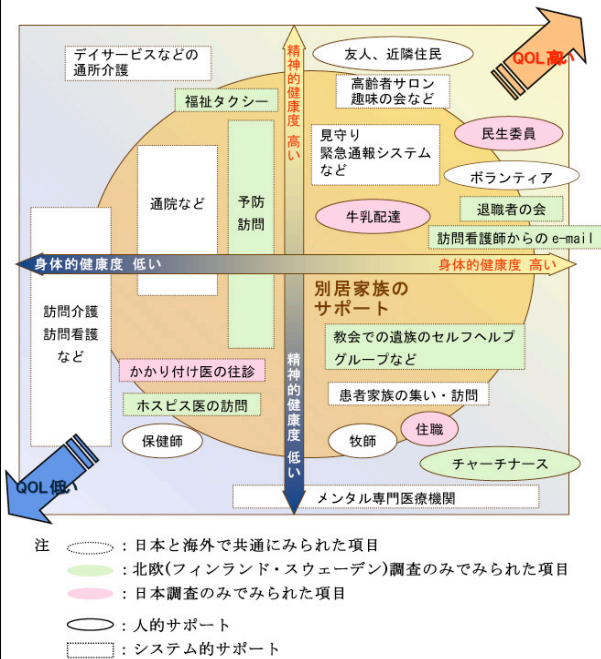 デイサービスなどの
通所介護
精神的健康度 高い
友人、近隣住民
QOL高い
高齢者サロン
趣味の会など
福祉タクシー
見守り
緊急通報システム
など
民生委員
ボランティア
通院など
予防
訪問
牛乳配達
退職者の会
訪問看護師からの e-mail
身体的健康度 低い
身体的健康度 高い
別居家族の
サポート
訪問介護
訪問看護
など
教会での遺族のセルフヘルプ
グループなど
かかり付け医の往診
精神的健康度 低い
患者家族の集い・訪問
ホスピス医の訪問
保健師
牧師
住職
チャーチナース
QOL低い
メンタル専門医療機関
注 :日本と海外で共通にみられた項目
:北欧(フィンランド・スウェーデン)調査のみでみられた項目
:日本調査のみでみられた項目
:人的サポート
:システム的サポート